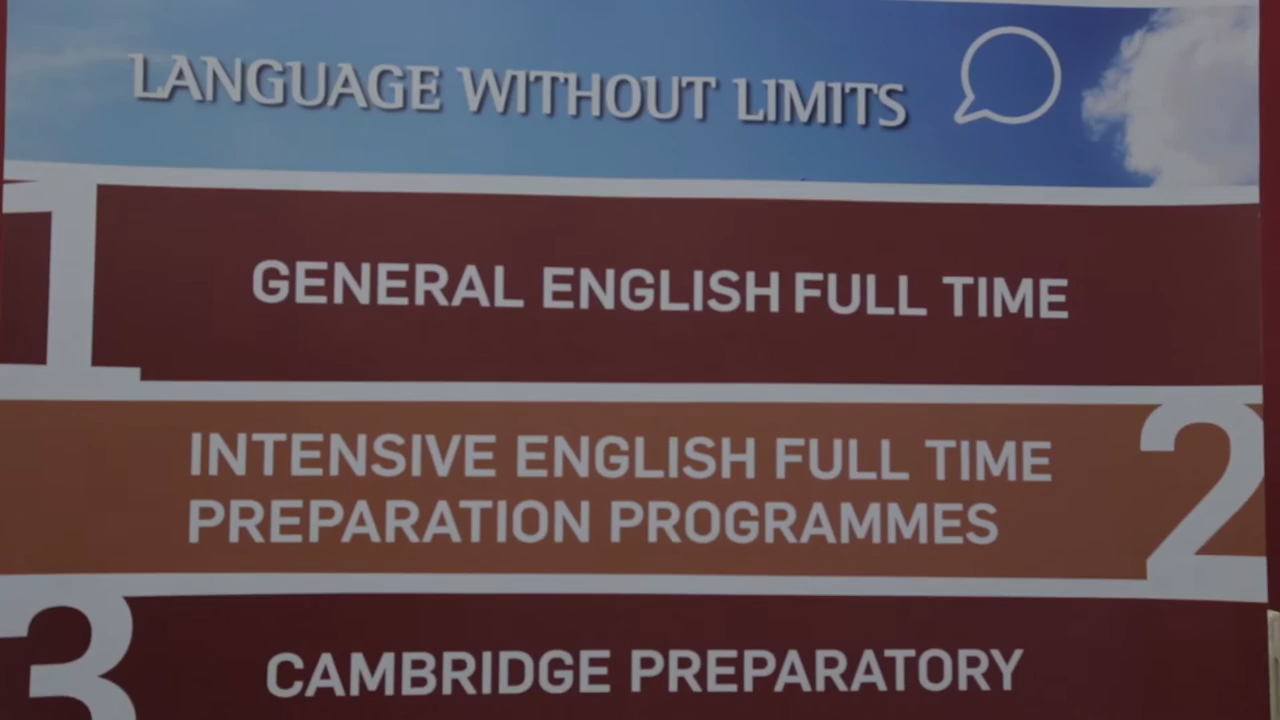 LANGUAGE WITHOUT LIMITS
1
GENERAL ENGLISH FULL TIME
INTENSIVE ENGLISH FULL TIME
PREPARATION PROGRAMMES
2
3
CAMBRIDGE PREPARATORY